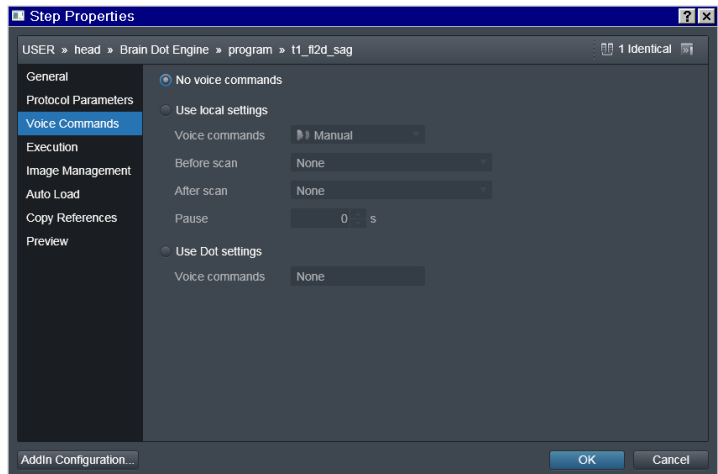 Step Properties
USER » head » Brain Dot Engine » program » t1_fl2d_sag
1 Identical
General
Protocol Parameters
Voice Commands
Execution
Image Management
Auto Load
Copy References
Preview
No voice commands
Use local settings
Voice commands Manual
Before scan None
After scan None
Pause 0 s
Use Dot settings
Voice commands None
AddIn Configuration...
OK Cancel